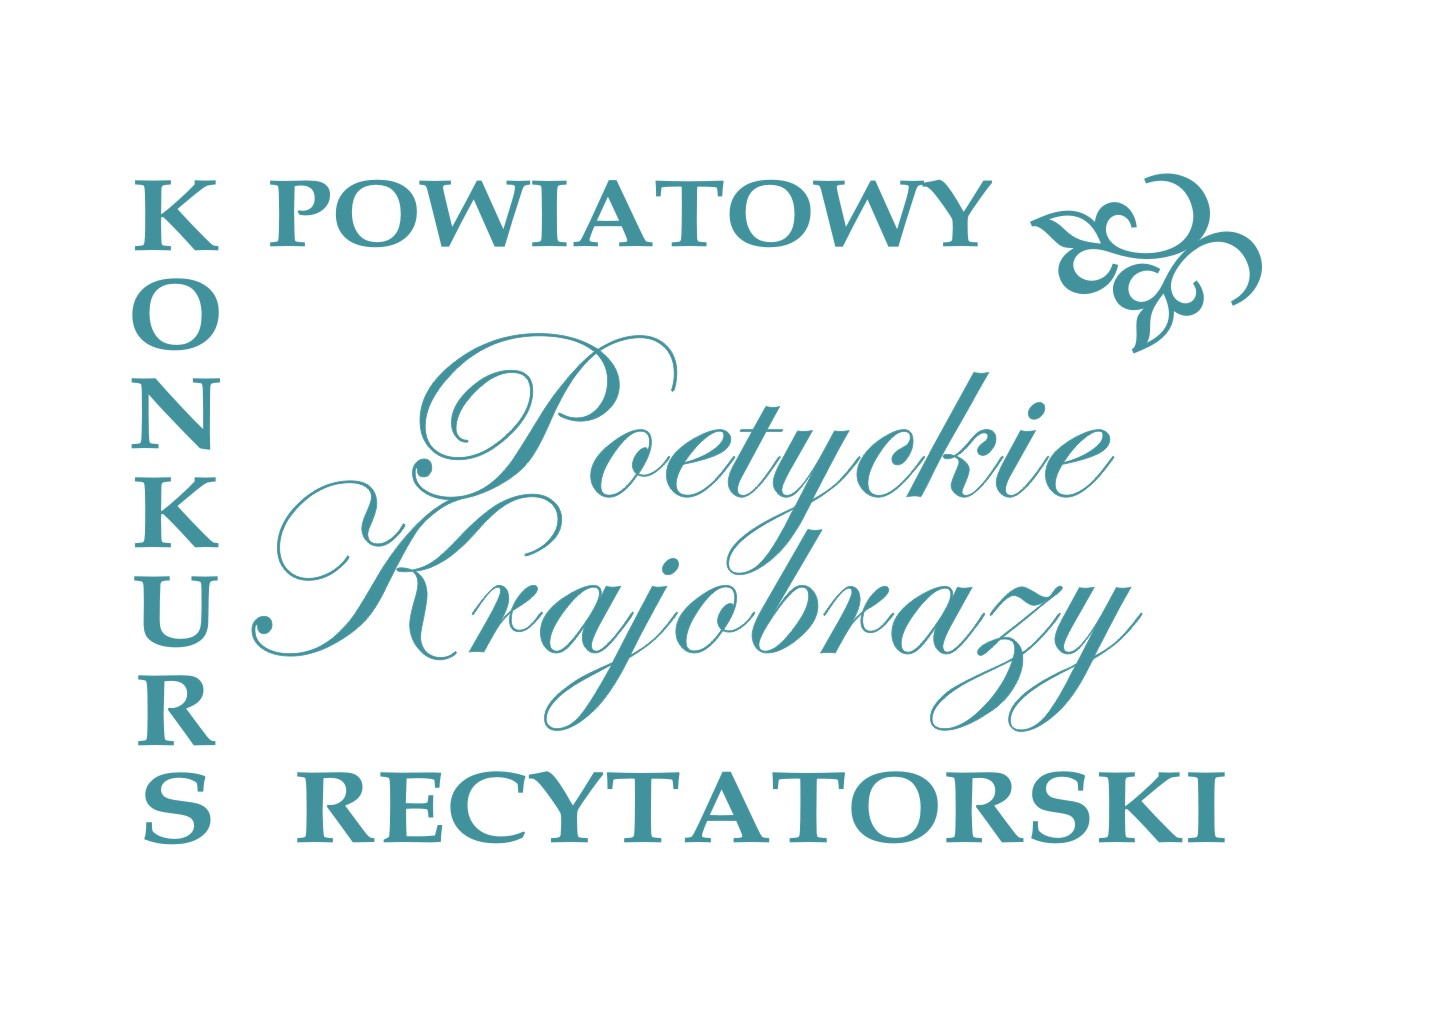 KONKURS
POWIATOWY
Poetyckie
Krajobrazy
RECYTATORSKI